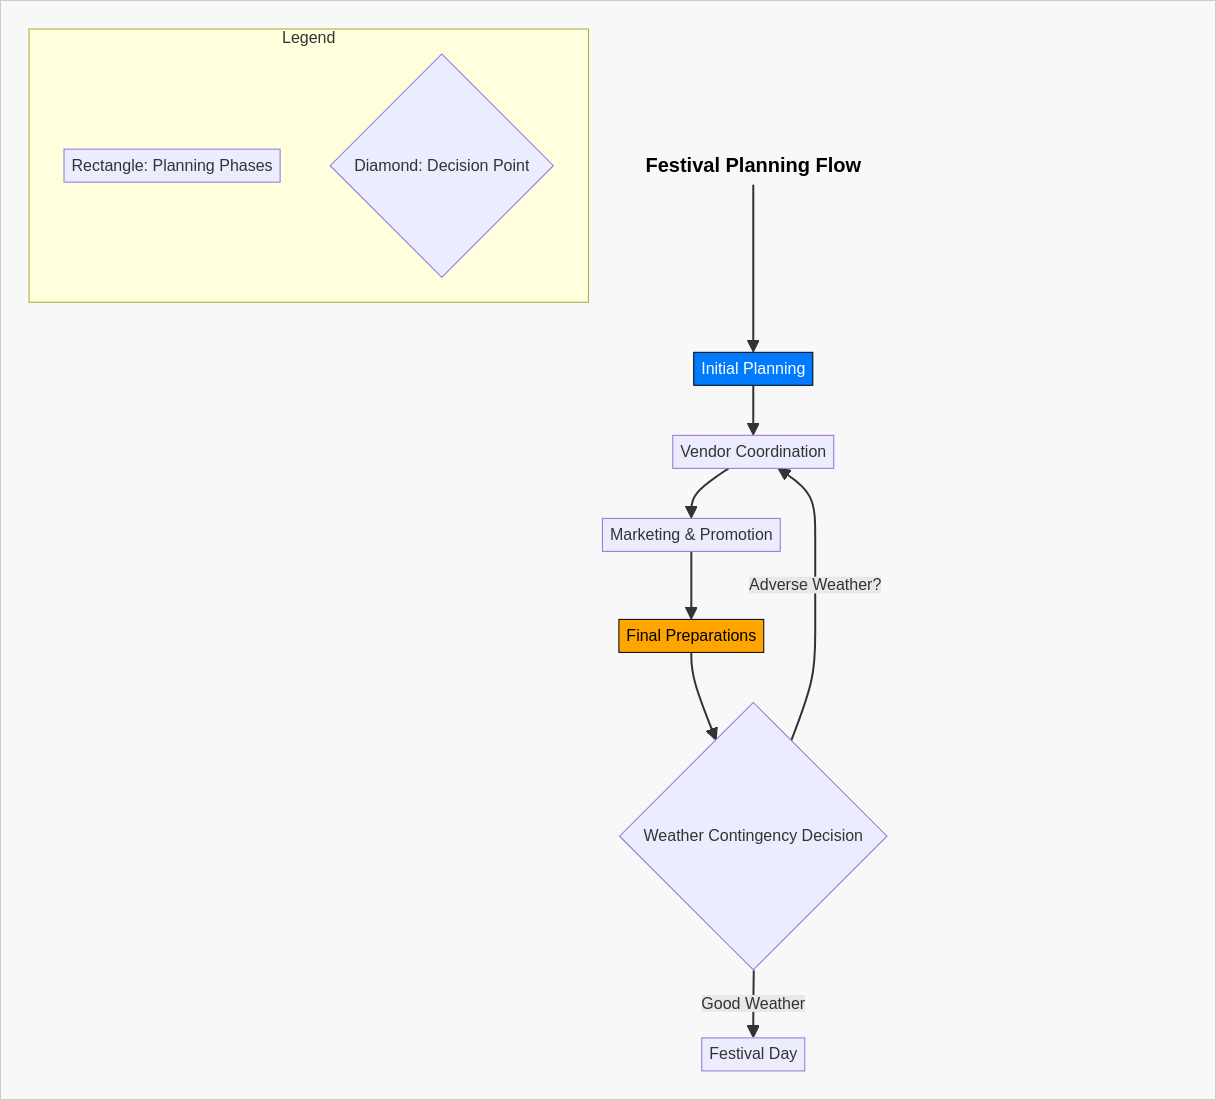 Legend
Rectangle: Planning Phases
Diamond: Decision Point
Festival Planning Flow
Initial Planning
Vendor Coordination
Marketing & Promotion
Adverse Weather?
Final Preparations
Weather Contingency Decision
Good Weather
Festival Day